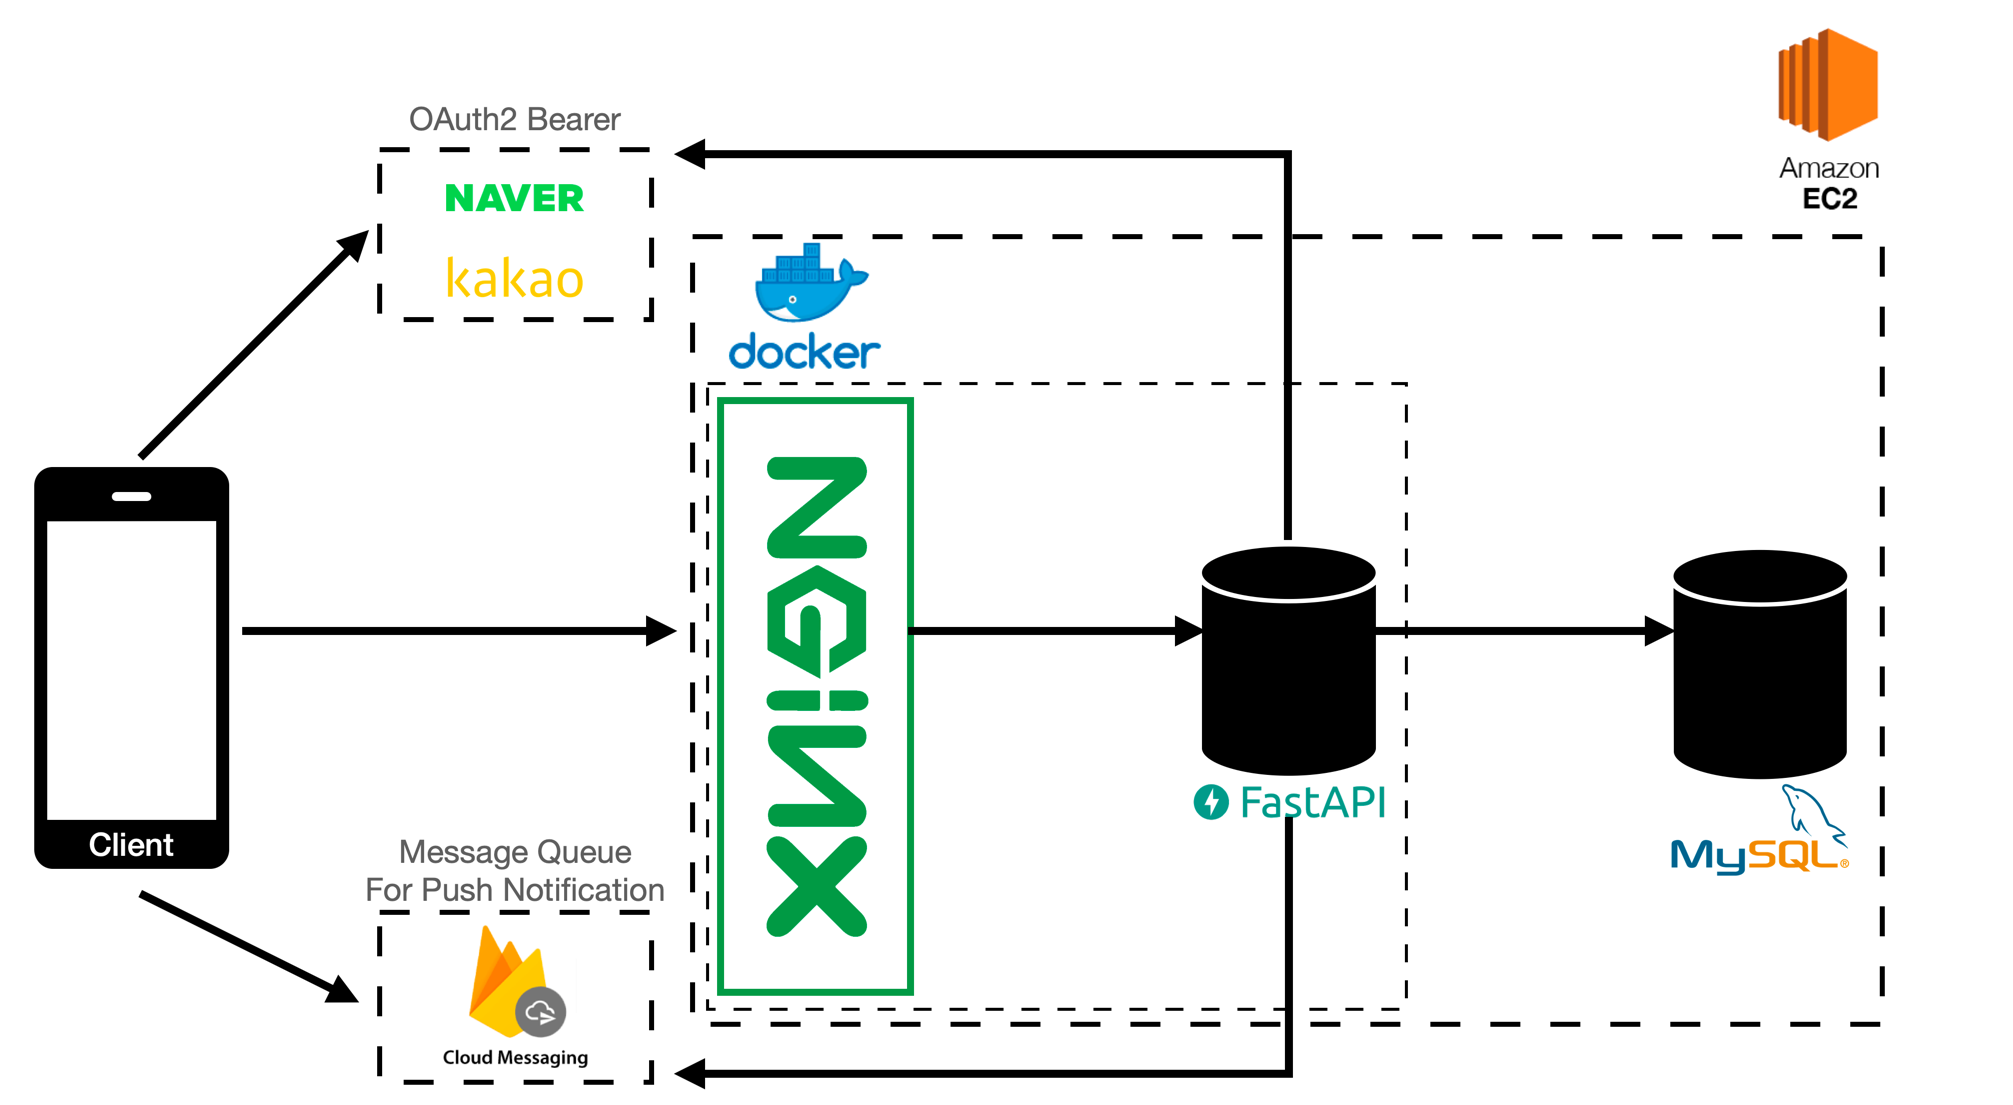 OAuth2 Bearer
NAVER
kakao
Amazon
EC2
docker
NGINX
FastAPI
MySQL®
Client
Message Queue
For Push Notification
Cloud Messaging